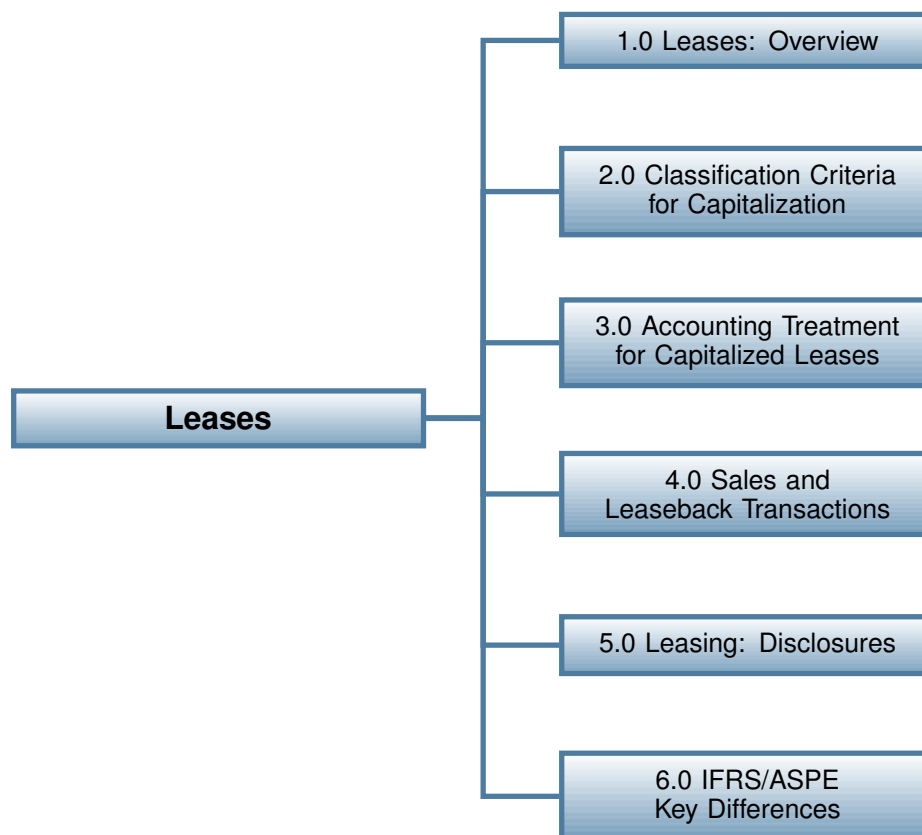 1.0 Leases: Overview
2.0 Classification Criteria
for Capitalization
3.0 Accounting Treatment
for Capitalized Leases
Leases
4.0 Sales and
Leaseback Transactions
5.0 Leasing: Disclosures
6.0 IFRS/ASPE
Key Differences